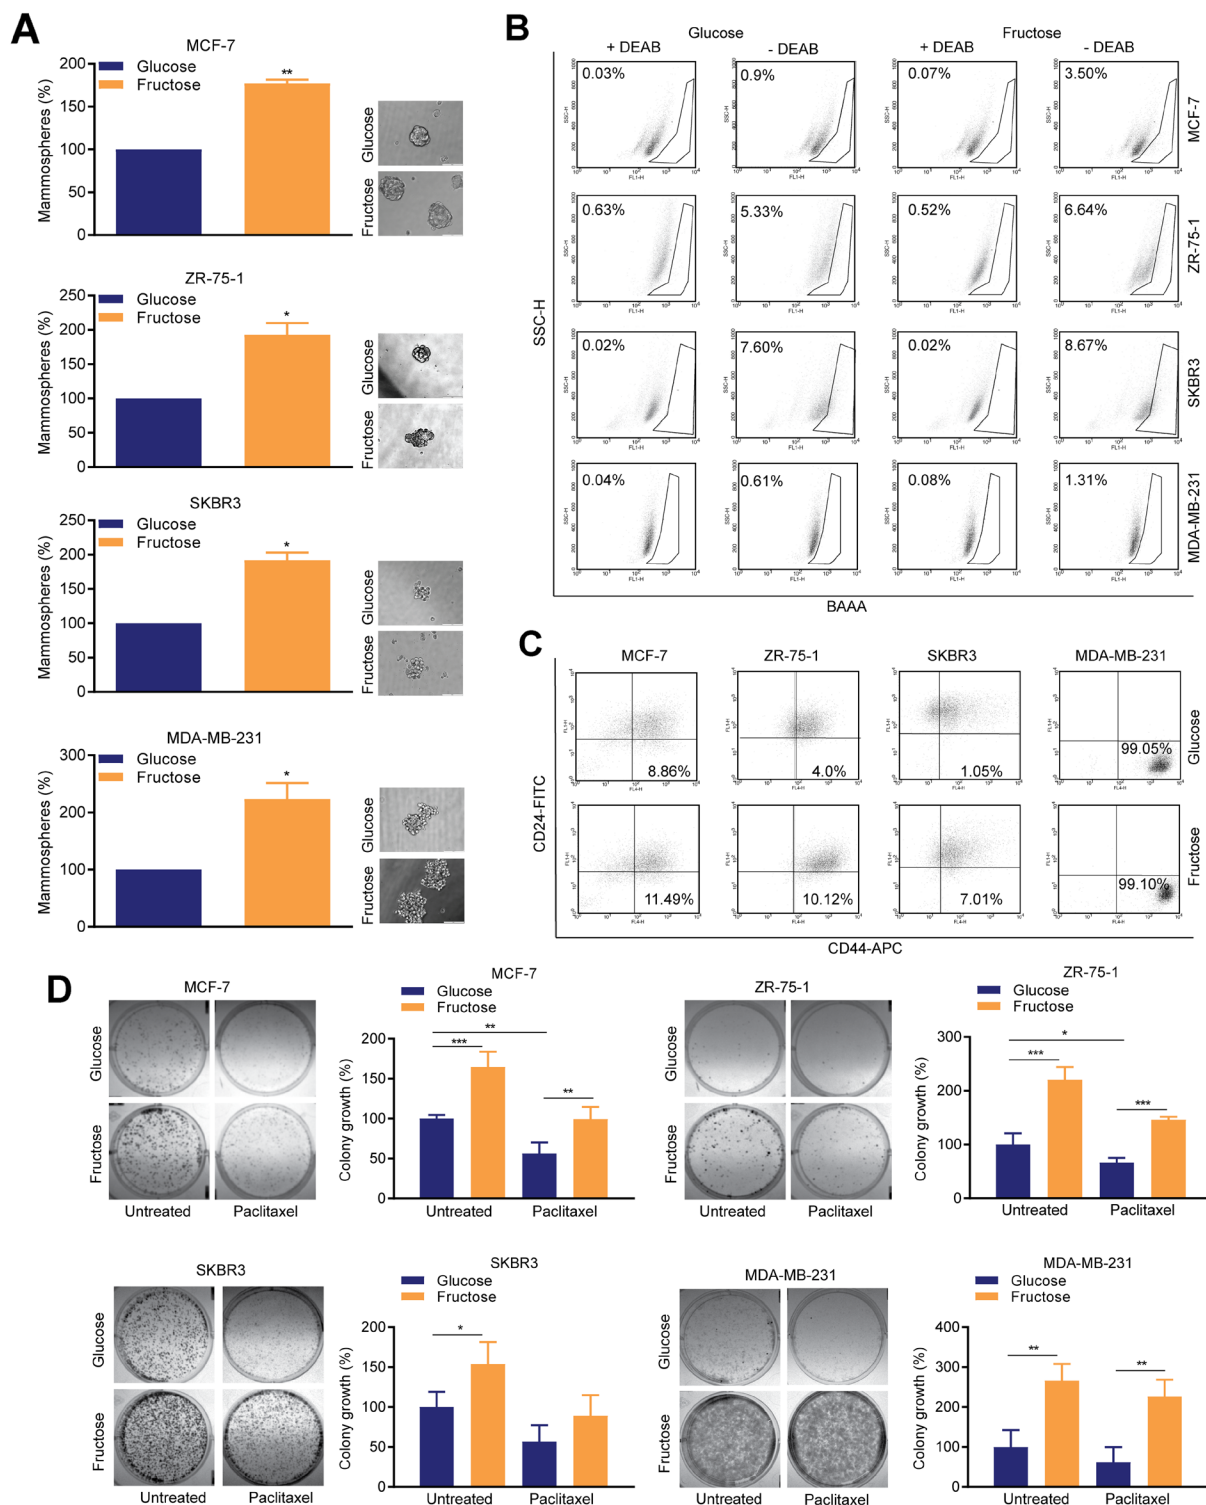 A
MCF-7
Mammospheres (%)
200
150
100
50
0
Glucose
Fructose
**
Glucose
Fructose
ZR-75-1
Mammospheres (%)
250
200
150
100
50
0
Glucose
Fructose
*
Glucose
Fructose
SKBR3
Mammospheres (%)
250
200
150
100
50
0
Glucose
Fructose
*
Glucose
Fructose
MDA-MB-231
Mammospheres (%)
300
200
100
0
Glucose
Fructose
*
Glucose
Fructose
B
Glucose Fructose
+ DEAB - DEAB + DEAB - DEAB
0.03% 0.9% 0.07% 3.50%
MCF-7
0.63% 5.33% 0.52% 6.64%
ZR-75-1
0.02% 7.60% 0.02% 8.67%
SKBR3
0.04% 0.61% 0.08% 1.31%
MDA-MB-231
SSC-H
BAAA
C
MCF-7 ZR-75-1 SKBR3 MDA-MB-231
8.86% 4.0% 1.05% 99.05%
Glucose
11.49% 10.12% 7.01% 99.10%
Fructose
CD24-FITC
CD44-APC
D
MCF-7
Glucose
Fructose
Untreated Paclitaxel
MCF-7
Glucose
Fructose
Colony growth (%)
200
150
100
50
0
**
***
**
Untreated Paclitaxel
ZR-75-1
Glucose
Fructose
Untreated Paclitaxel
ZR-75-1
Glucose
Fructose
Colony growth (%)
300
200
100
0
*
***
***
Untreated Paclitaxel
SKBR3
Glucose
Fructose
Untreated Paclitaxel
SKBR3
Glucose
Fructose
Colony growth (%)
200
150
100
50
0
*
Untreated Paclitaxel
MDA-MB-231
Glucose
Fructose
Untreated Paclitaxel
MDA-MB-231
Glucose
Fructose
Colony growth (%)
400
300
200
100
0
**
**
Untreated Paclitaxel